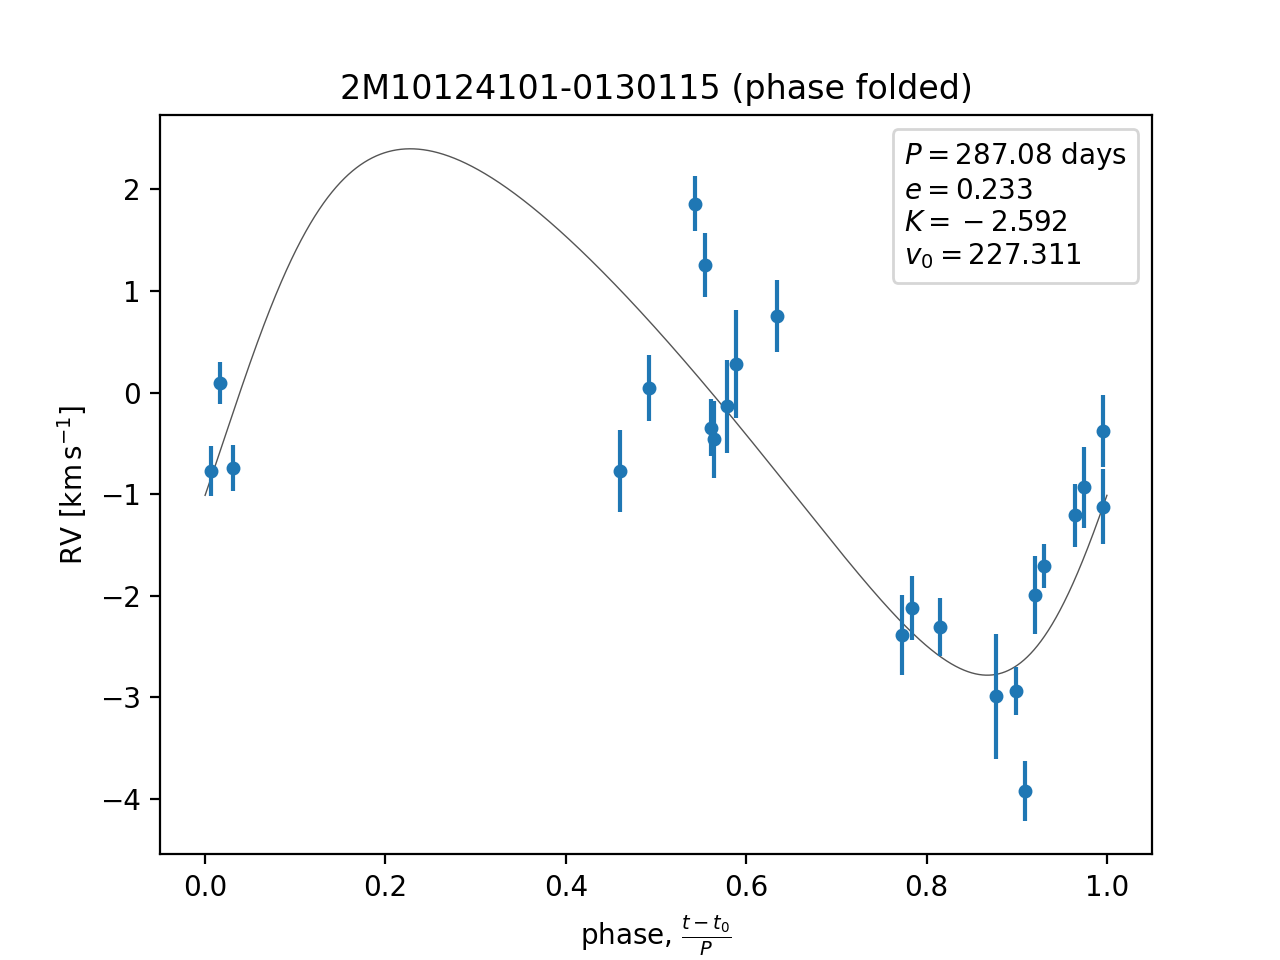 2M10124101-0130115 (phase folded)
P = 287.08 days
e = 0.233
K = −2.592
v₀ = 227.311
RV [km s⁻¹]
2
1
0
−1
−2
−3
−4
0.0 0.2 0.4 0.6 0.8 1.0
phase, (t − t₀)/P